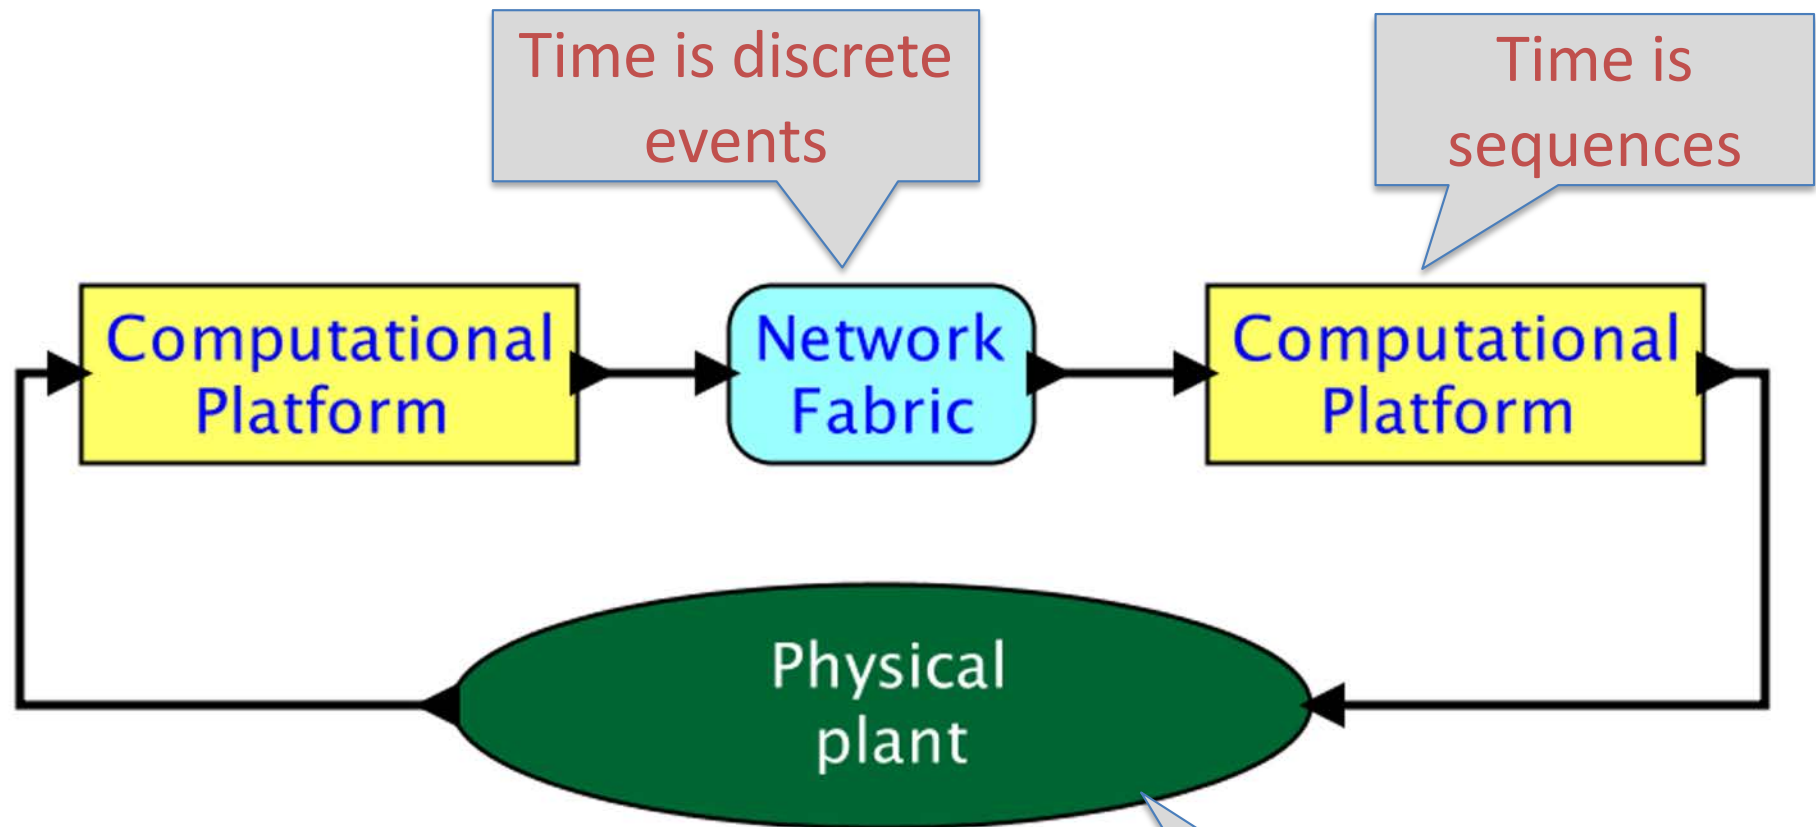 Time is discrete
events
Time is
sequences
Computational
Platform
Network
Fabric
Computational
Platform
Physical
plant